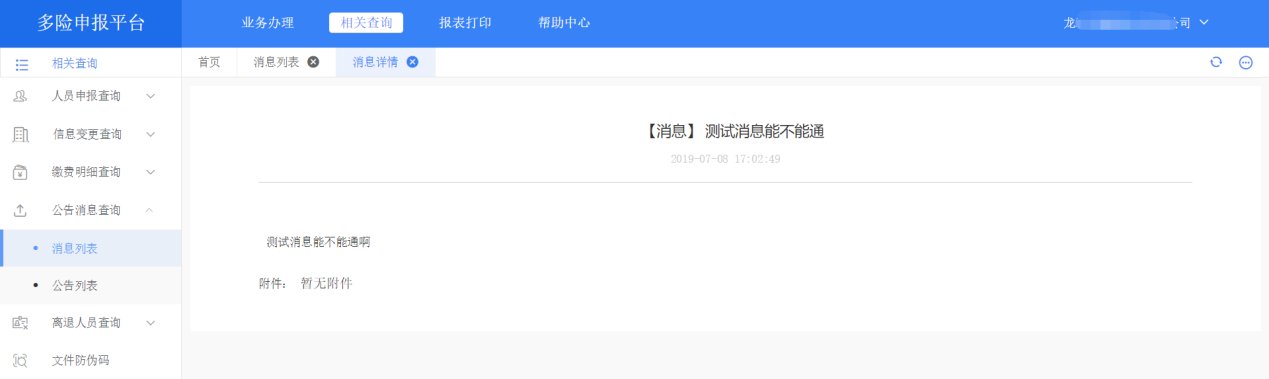 多险申报平台
业务办理 相关查询 报表打印 帮助中心 龙 公司
相关查询
首页 消息列表 消息详情
人员申报查询
信息变更查询
缴费明细查询
公告消息查询
消息列表
公告列表
离退人员查询
文件防伪码
【消息】 测试消息能不能通
2019-07-08 17:02:49
测试消息能不能通啊
附件： 暂无附件